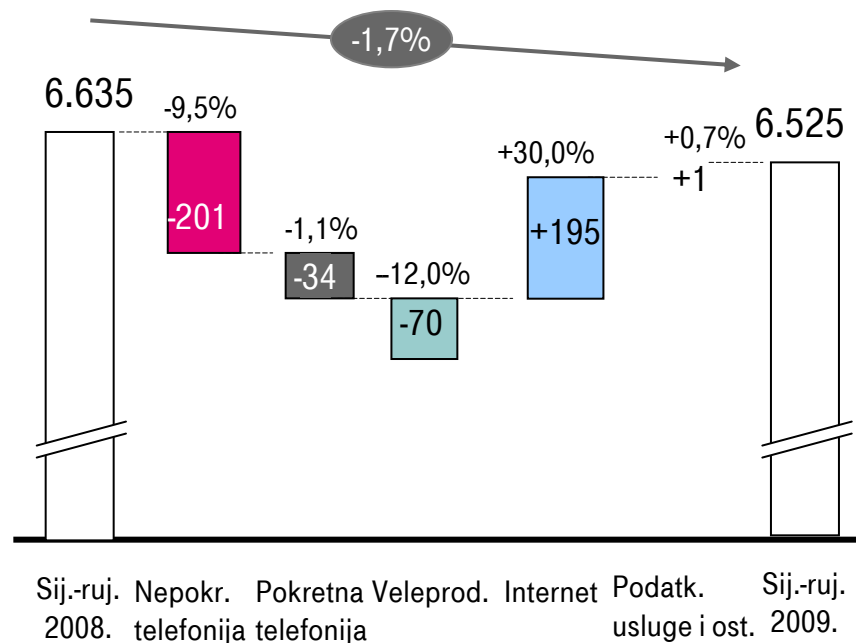 -1,7%
6.635
-9,5%
+0,7%
6.525
+30,0%
+1
-201
-1,1%
+195
-34
–12,0%
-70
Sij.-ruj.
2008.
Nepokr.
telefonija
Pokretna
telefonija
Veleprod.
Internet
Podatk.
usluge i ost.
Sij.-ruj.
2009.